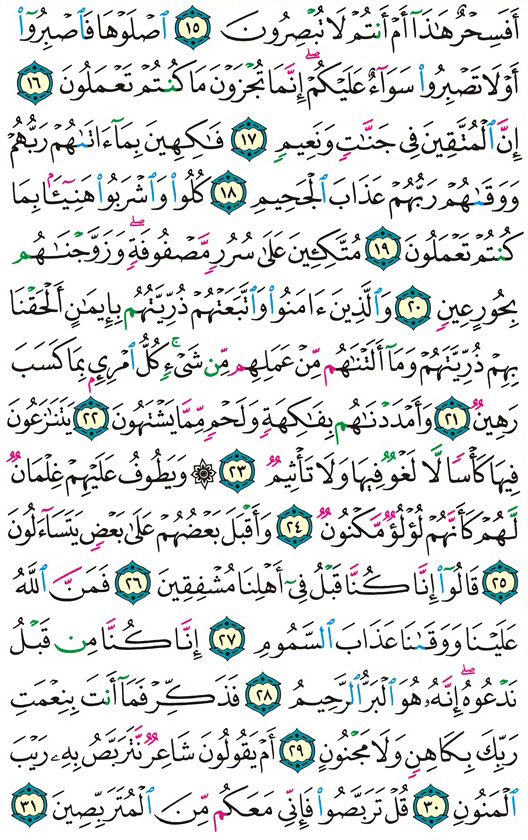 أَفَسِحْرٌ هَٰذَآ أَمْ أَنتُمْ لَا تُبْصِرُونَ ١٥ ٱصْلَوْهَا فَٱصْبِرُوٓا۟
أَوْ لَا تَصْبِرُوا۟ سَوَآءٌ عَلَيْكُمْ ۖ إِنَّمَا تُجْزَوْنَ مَا كُنتُمْ تَعْمَلُونَ ١٦
إِنَّ ٱلْمُتَّقِينَ فِى جَنَّٰتٍ وَنَعِيمٍ ١٧ فَٰكِهِينَ بِمَآ ءَاتَىٰهُمْ رَبُّهُمْ
وَوَقَىٰهُمْ رَبُّهُمْ عَذَابَ ٱلْجَحِيمِ ١٨ كُلُوا۟ وَٱشْرَبُوا۟ هَنِيٓـًٔۢا بِمَا
كُنتُمْ تَعْمَلُونَ ١٩ مُتَّكِـِٔينَ عَلَىٰ سُرُرٍ مَّصْفُوفَةٍ ۖ وَزَوَّجْنَٰهُم
بِحُورٍ عِينٍ ٢٠ وَٱلَّذِينَ ءَامَنُوا۟ وَٱتَّبَعَتْهُمْ ذُرِّيَّتُهُم بِإِيمَٰنٍ أَلْحَقْنَا
بِهِمْ ذُرِّيَّتَهُمْ وَمَآ أَلَتْنَٰهُم مِّنْ عَمَلِهِم مِّن شَىْءٍ ۚ كُلُّ ٱمْرِئٍۭ بِمَا كَسَبَ
رَهِينٌ ٢١ وَأَمْدَدْنَٰهُم بِفَٰكِهَةٍ وَلَحْمٍ مِّمَّا يَشْتَهُونَ ٢٢ يَتَنَٰزَعُونَ
فِيهَا كَأْسًا لَّا لَغْوٌ فِيهَا وَلَا تَأْثِيمٌ ٢٣ ۞ وَيَطُوفُ عَلَيْهِمْ غِلْمَانٌ
لَّهُمْ كَأَنَّهُمْ لُؤْلُؤٌ مَّكْنُونٌ ٢٤ وَأَقْبَلَ بَعْضُهُمْ عَلَىٰ بَعْضٍ يَتَسَآءَلُونَ
٢٥ قَالُوٓا۟ إِنَّا كُنَّا قَبْلُ فِىٓ أَهْلِنَا مُشْفِقِينَ ٢٦ فَمَنَّ ٱللَّهُ
عَلَيْنَا وَوَقَىٰنَا عَذَابَ ٱلسَّمُومِ ٢٧ إِنَّا كُنَّا مِن قَبْلُ
نَدْعُوهُ ۖ إِنَّهُۥ هُوَ ٱلْبَرُّ ٱلرَّحِيمُ ٢٨ فَذَكِّرْ فَمَآ أَنتَ بِنِعْمَتِ
رَبِّكَ بِكَاهِنٍ وَلَا مَجْنُونٍ ٢٩ أَمْ يَقُولُونَ شَاعِرٌ نَّتَرَبَّصُ بِهِۦ رَيْبَ
ٱلْمَنُونِ ٣٠ قُلْ تَرَبَّصُوا۟ فَإِنِّى مَعَكُم مِّنَ ٱلْمُتَرَبِّصِينَ ٣١